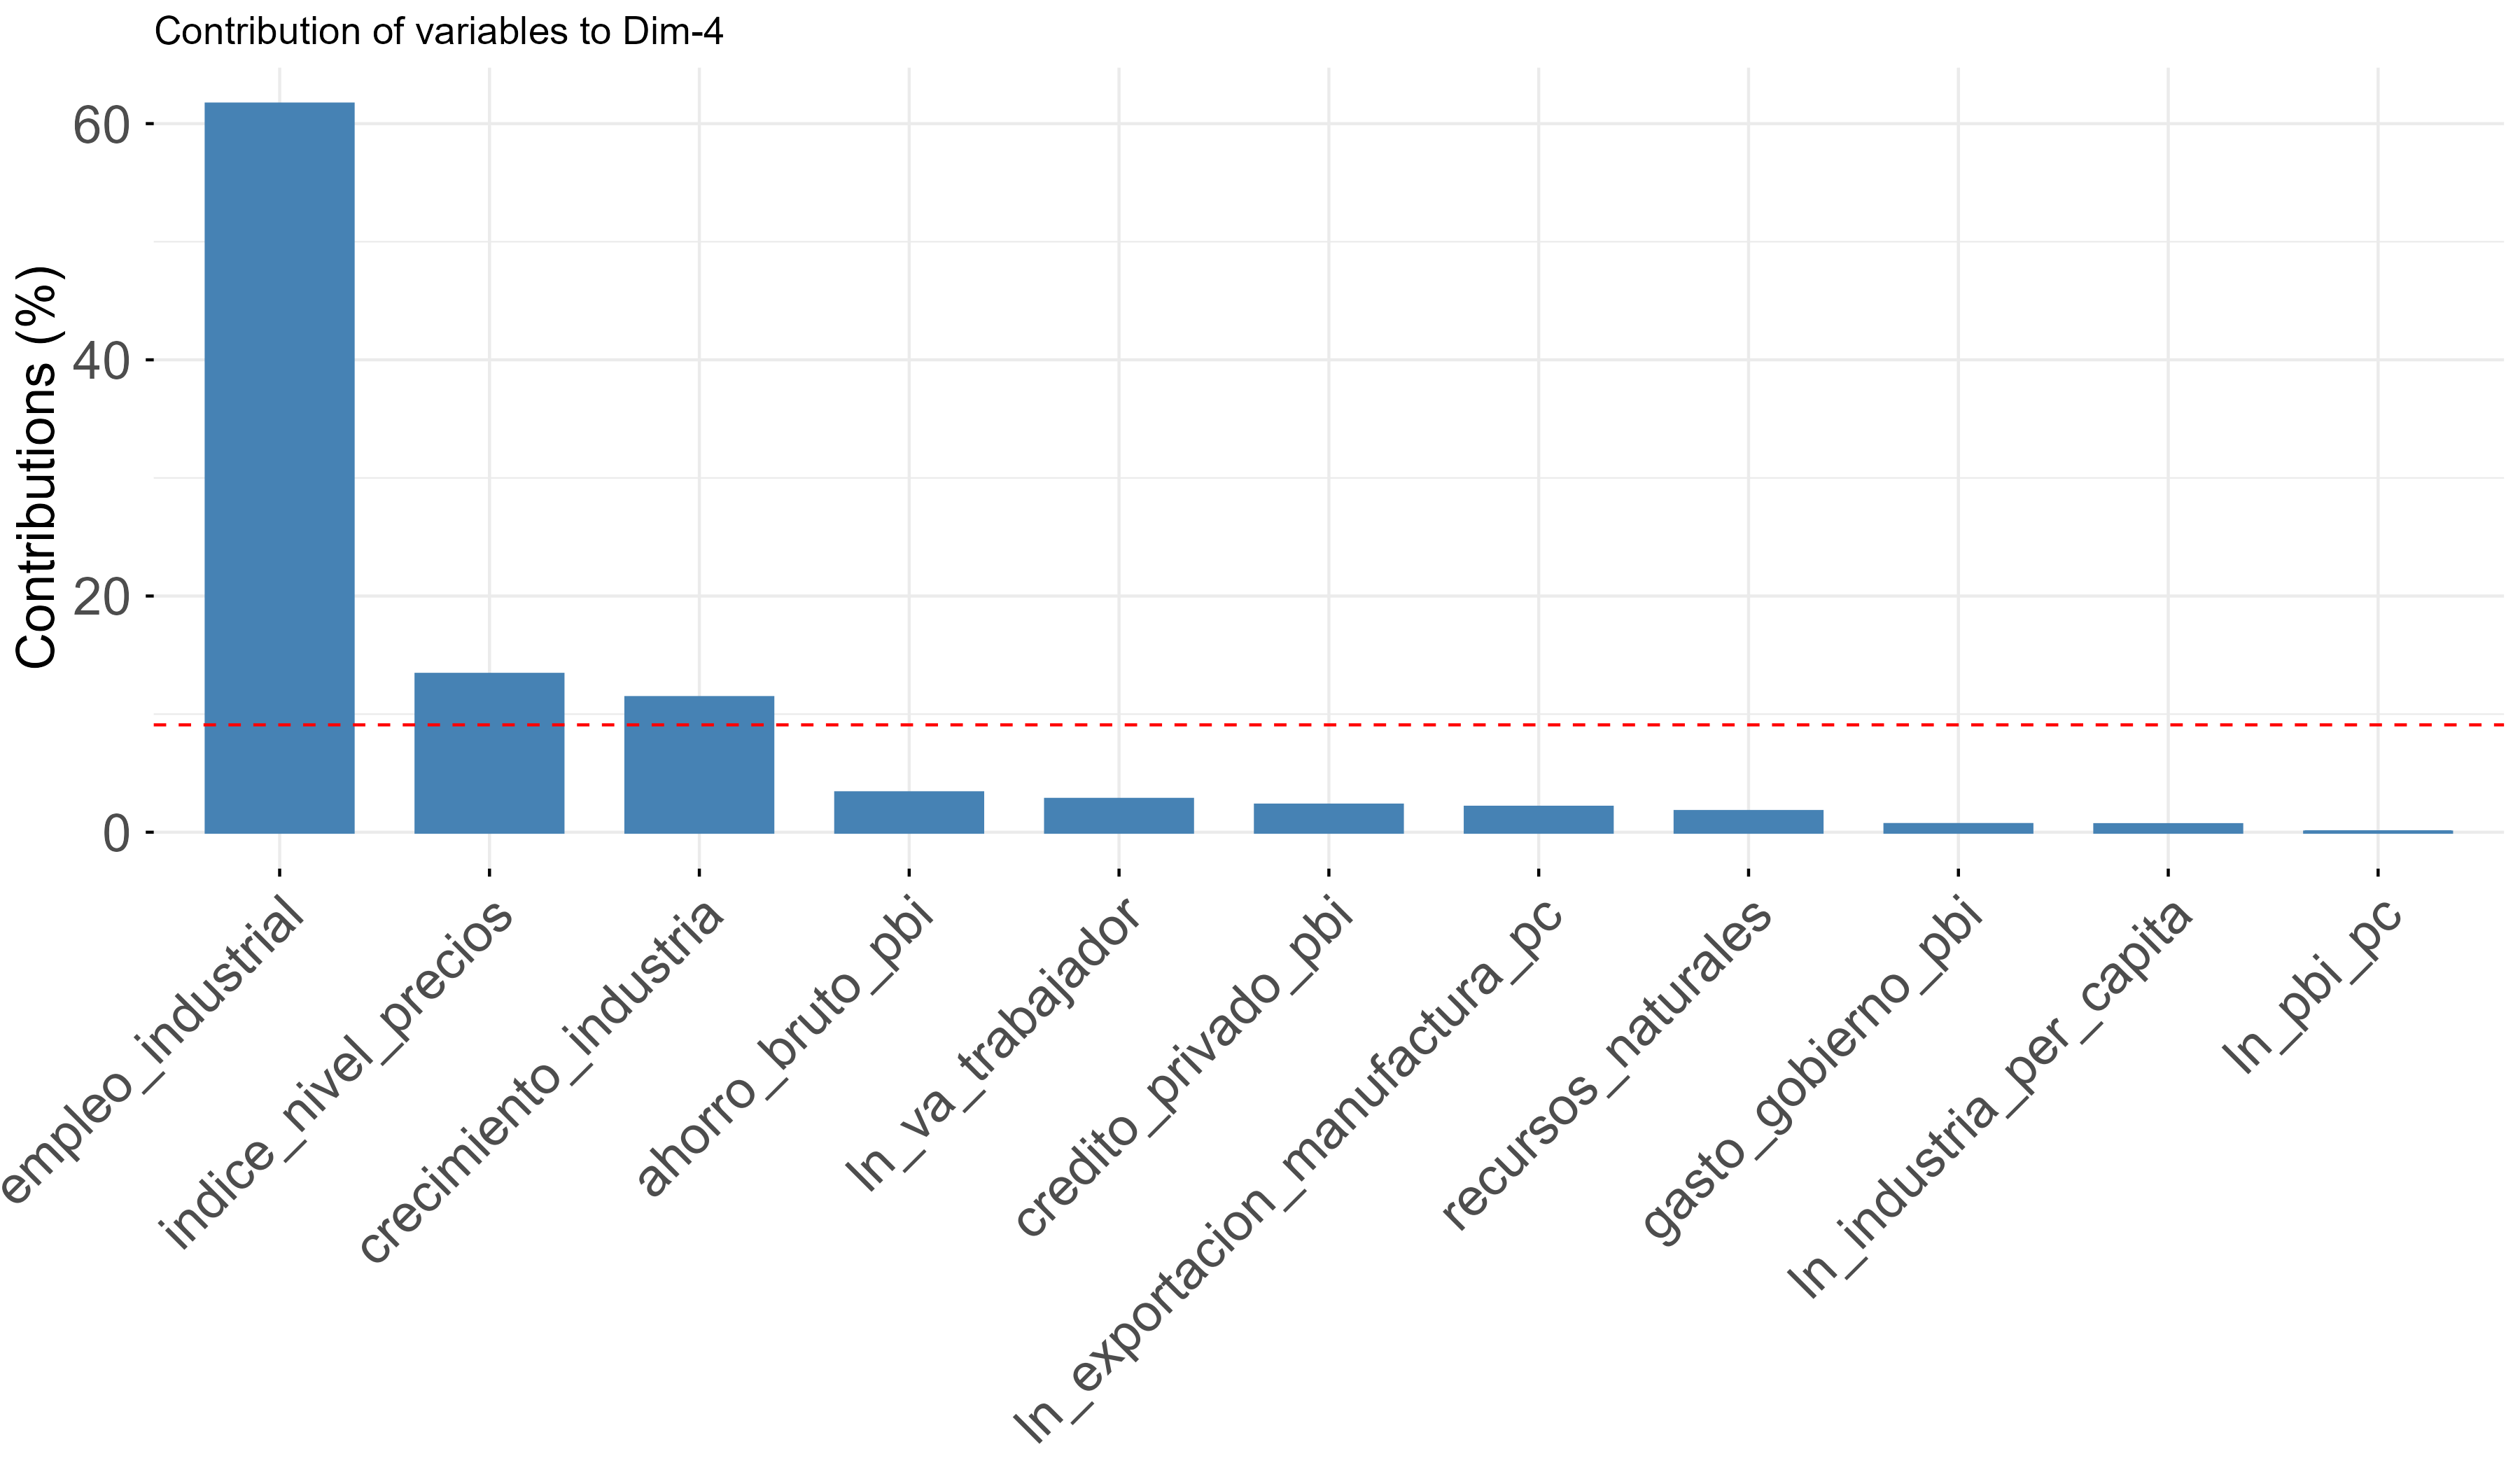 Contribution of variables to Dim-4
Contributions (%)
60
40
20
0
empleo_industrial
indice_nivel_precios
crecimiento_industria
ahorro_bruto_pbi
ln_va_trabajador
credito_privado_pbi
ln_exportacion_manufactura_pc
recursos_naturales
gasto_gobierno_pbi
ln_industria_per_capita
ln_pbi_pc